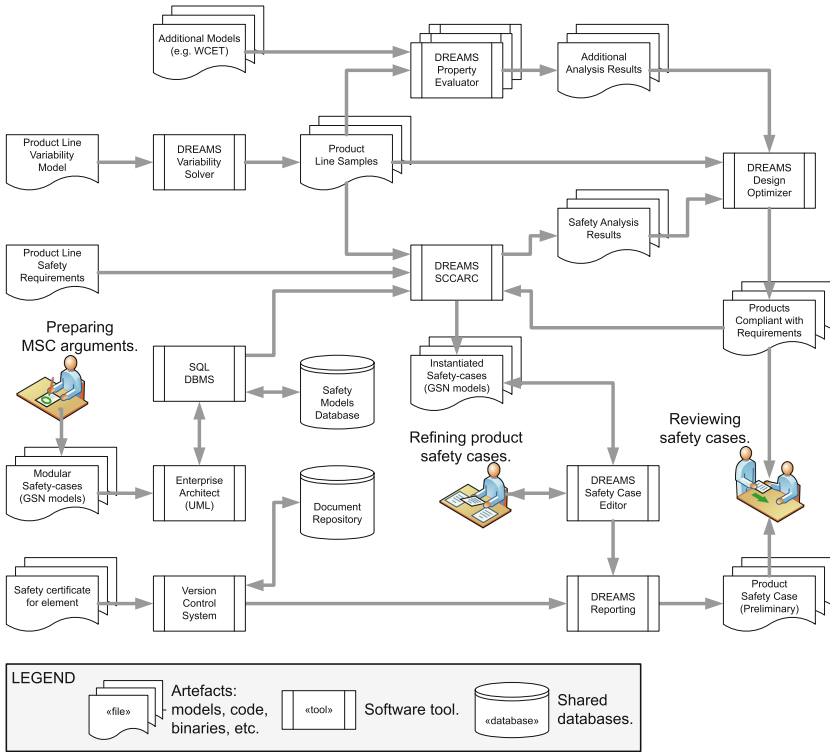 Additional Models
(e.g. WCET)
DREAMS
Property
Evaluator
Additional
Analysis Results
Product Line
Variability
Model
DREAMS
Variability
Solver
Product
Line Samples
DREAMS
Design
Optimizer
Safety Analysis
Results
Product Line
Safety
Requirements
DREAMS
SCCARC
Products
Compliant with
Requirements
Preparing
MSC arguments.
SQL
DBMS
Safety
Models
Database
Instantiated
Safety-cases
(GSN models)
Refining product
safety cases.
Reviewing
safety cases.
Modular
Safety-cases
(GSN models)
Enterprise
Architect
(UML)
Document
Repository
DREAMS
Safety Case
Editor
Safety certificate
for element
Version
Control
System
DREAMS
Reporting
Product
Safety Case
(Preliminary)
LEGEND
«file»
Artefacts:
models, code,
binaries, etc.
«tool»
Software tool.
«database»
Shared
databases.